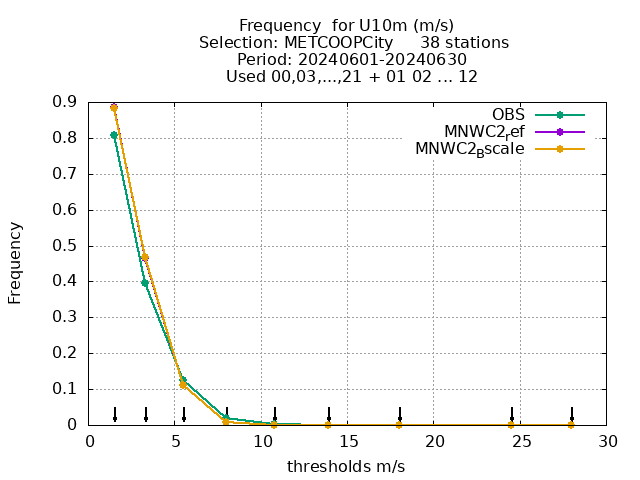 Frequency  for U10m (m/s)
Selection: METCOOPCity     38 stations
Period: 20240601-20240630
Used 00,03,...,21 + 01 02 ... 12
0.9
0.8
0.7
0.6
0.5
0.4
0.3
0.2
0.1
0
Frequency
OBS
MNWC2ref
MNWC2Bscale
0 5 10 15 20 25 30
thresholds m/s